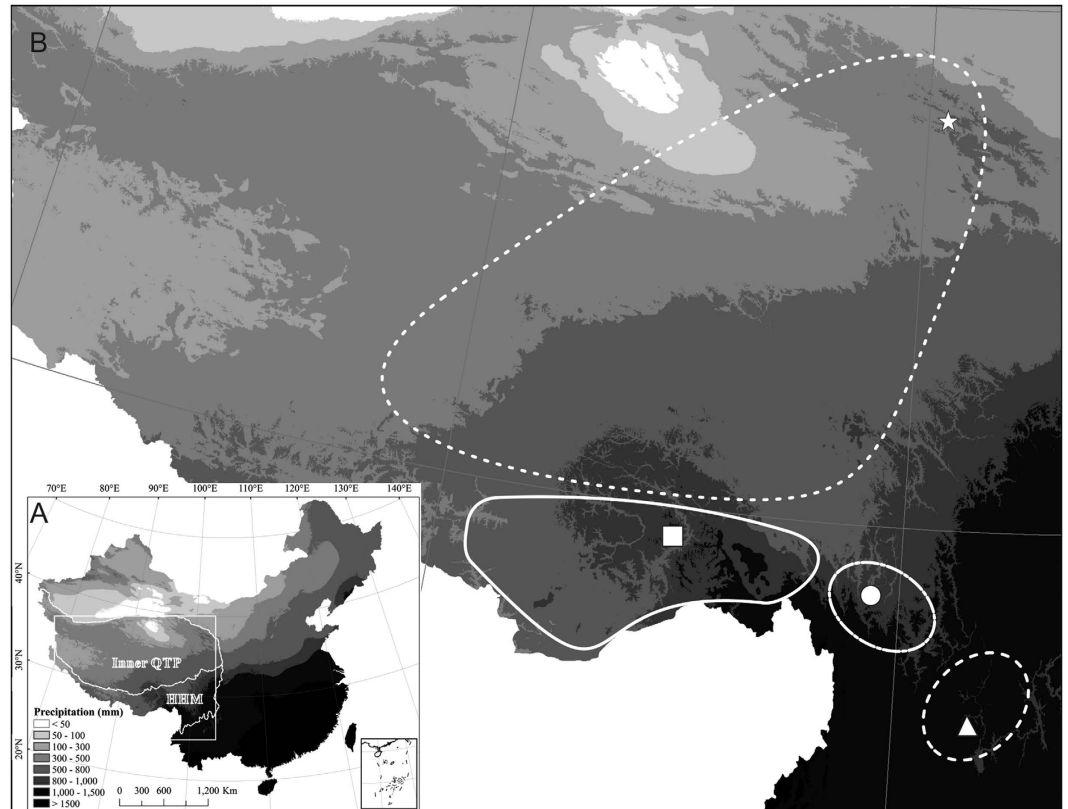 B
A
70°E 80°E 90°E 100°E 110°E 120°E 130°E 140°E
40°N
30°N
20°N
Inner QTP
HHM
Precipitation (mm)
< 50
50 - 100
100 - 300
300 - 500
500 - 800
800 - 1,000
1,000 - 1,500
> 1500
0 300 600 1,200 Km